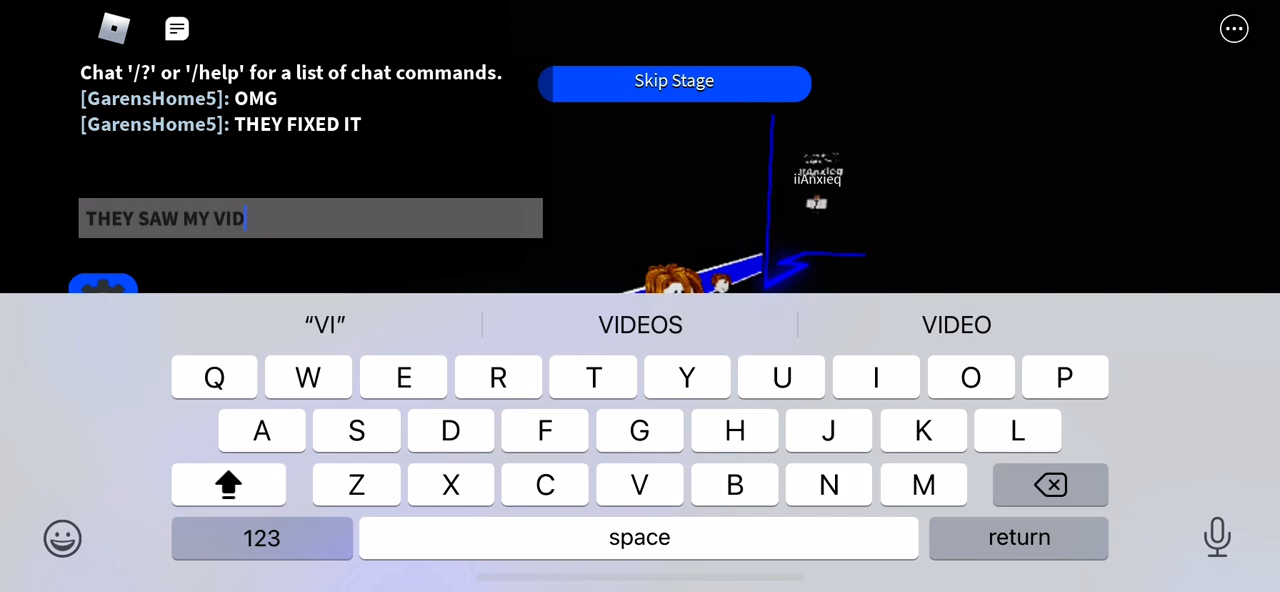 Chat '/?' or '/help' for a list of chat commands.
[GarensHome5]: OMG
[GarensHome5]: THEY FIXED IT
Skip Stage
iiAnxieq
THEY SAW MY VID
“VI” VIDEOS VIDEO
Q W E R T Y U I O P
A S D F G H J K L
Z X C V B N M
123 space return